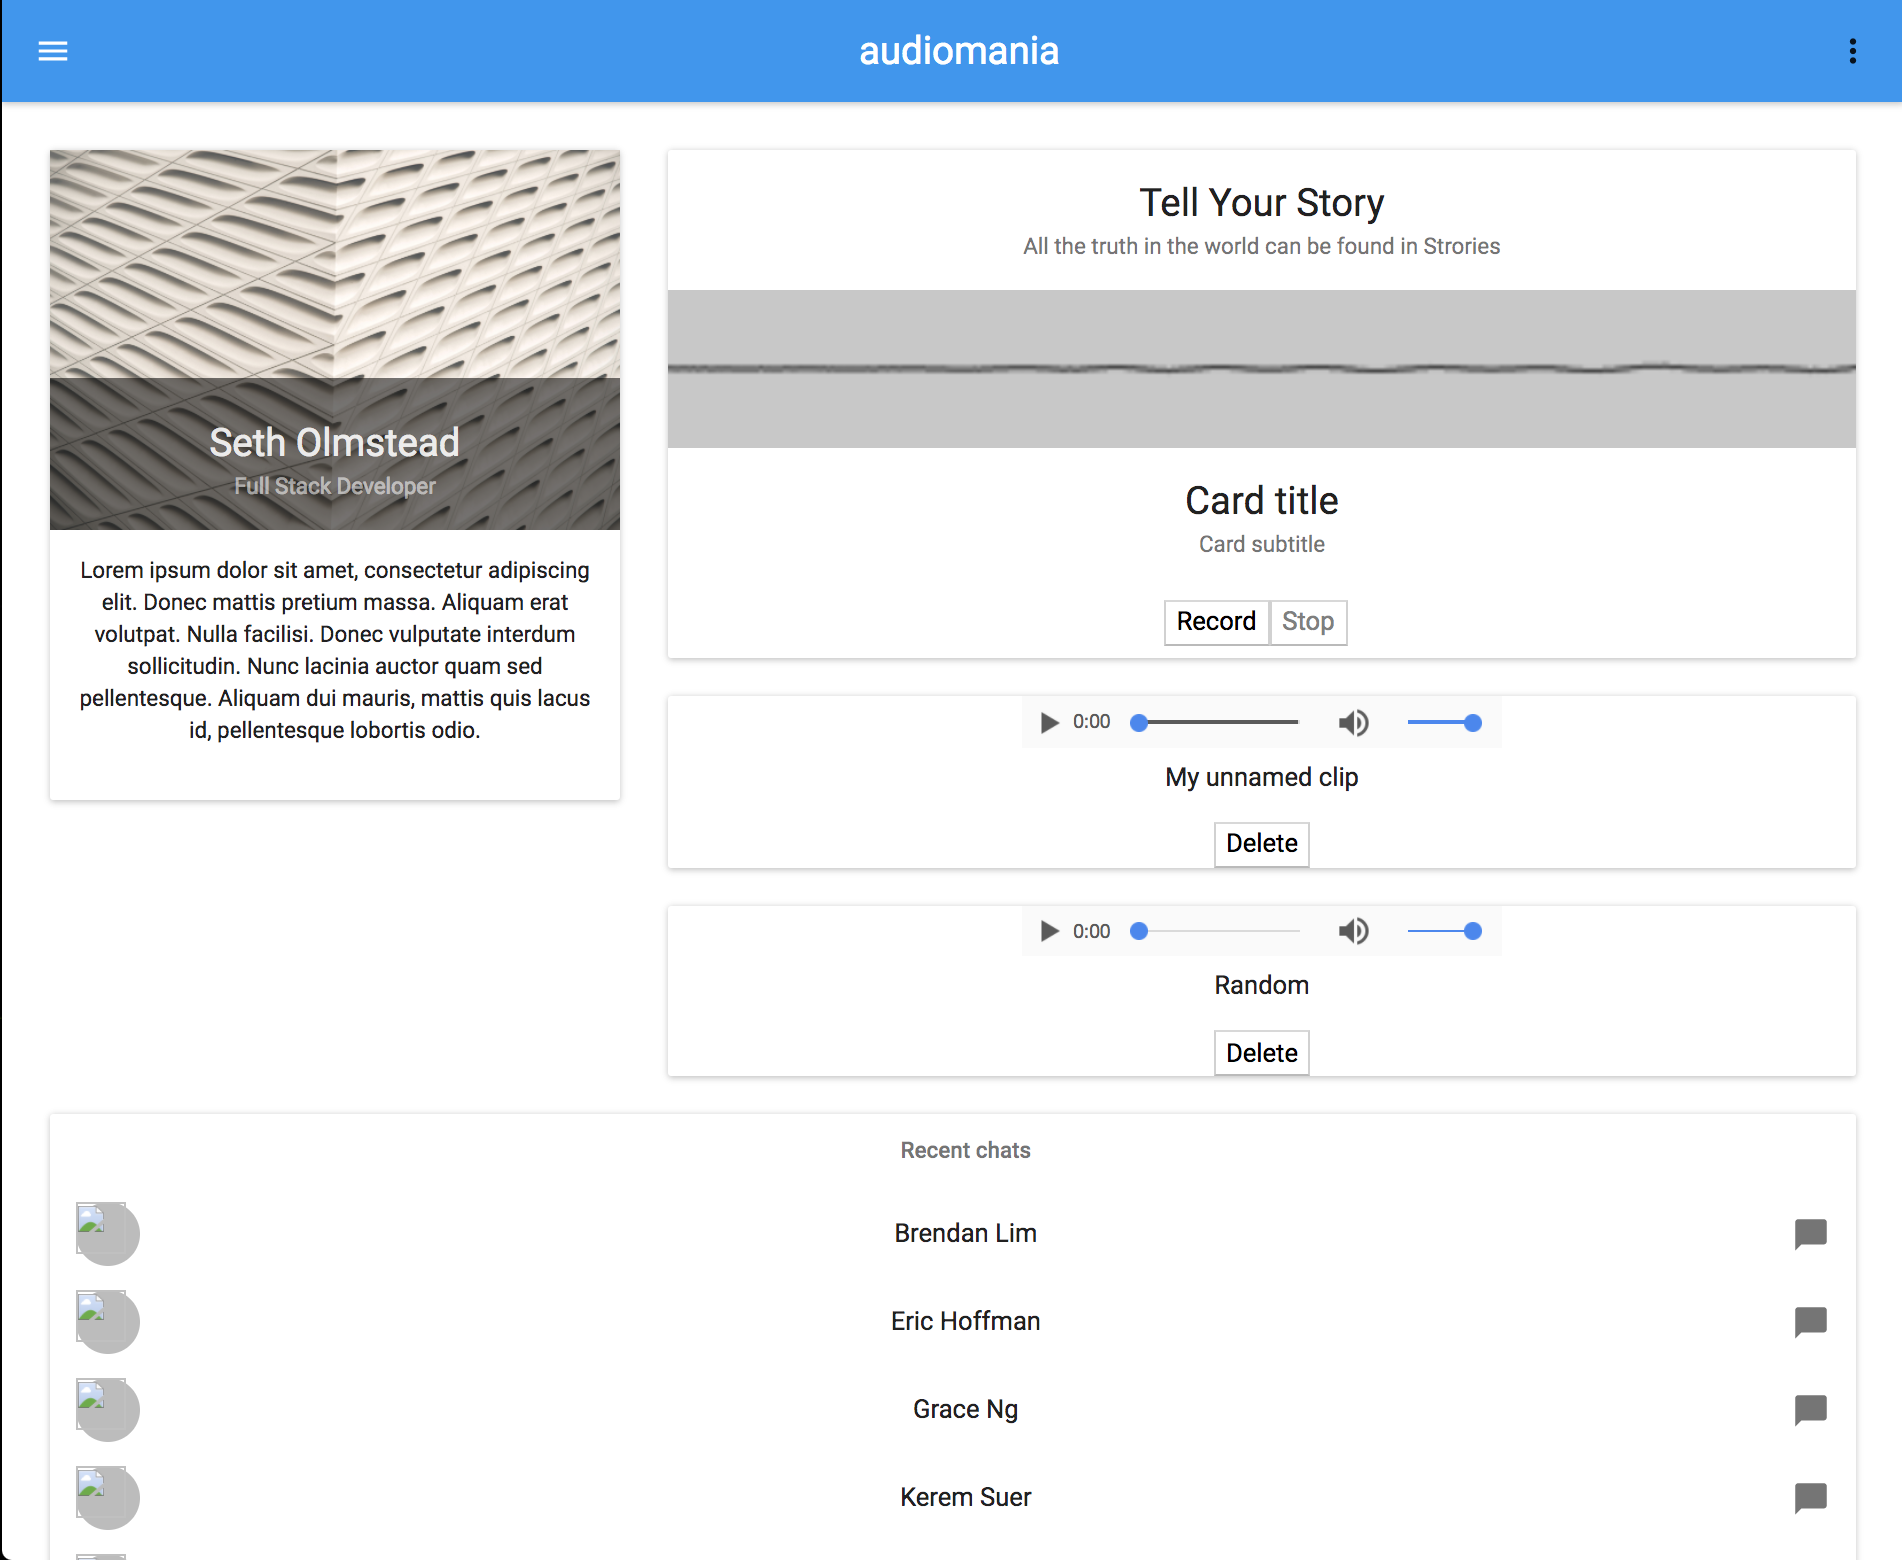 audiomania
Seth Olmstead
Full Stack Developer
Lorem ipsum dolor sit amet, consectetur adipiscing
elit. Donec mattis pretium massa. Aliquam erat
volutpat. Nulla facilisi. Donec vulputate interdum
sollicitudin. Nunc lacinia auctor quam sed
pellentesque. Aliquam dui mauris, mattis quis lacus
id, pellentesque lobortis odio.
Tell Your Story
All the truth in the world can be found in Strories
Card title
Card subtitle
Record Stop
0:00
My unnamed clip
Delete
0:00
Random
Delete
Recent chats
Brendan Lim
Eric Hoffman
Grace Ng
Kerem Suer